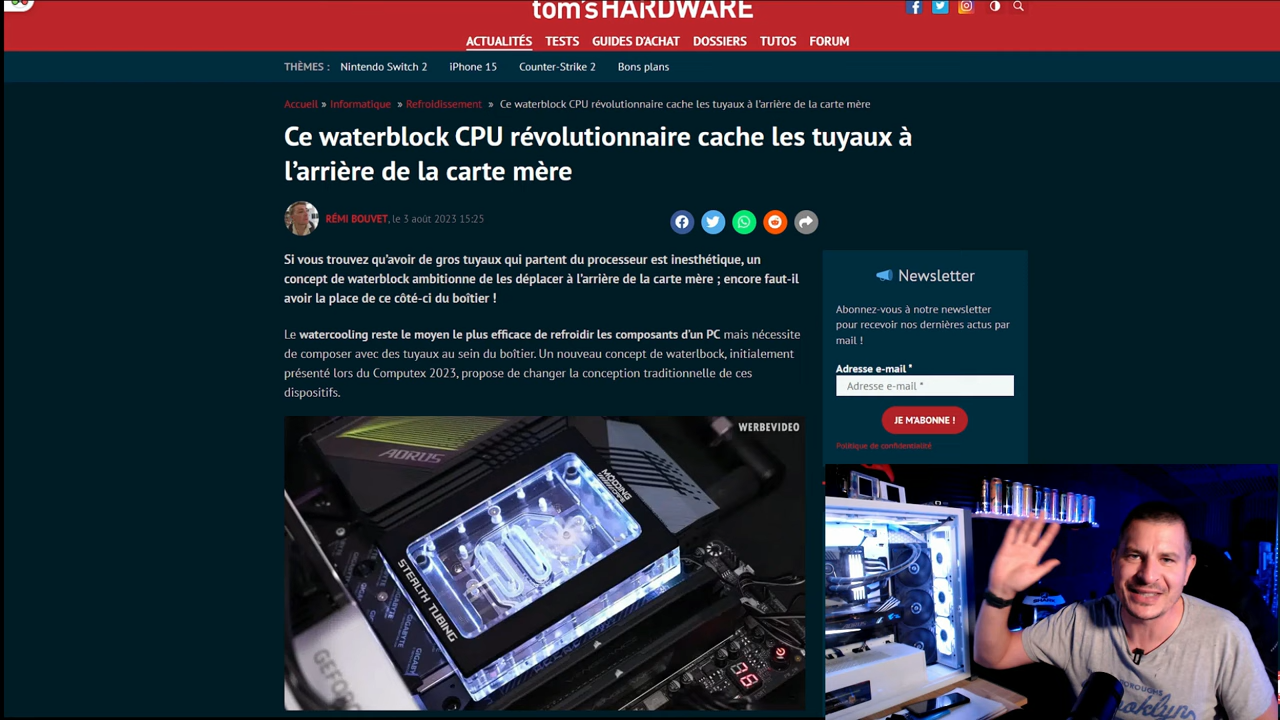 tom's HARDWARE
ACTUALITÉS TESTS GUIDES D'ACHAT DOSSIERS TUTOS FORUM
THÈMES : Nintendo Switch 2 iPhone 15 Counter-Strike 2 Bons plans
Accueil » Informatique » Refroidissement » Ce waterblock CPU révolutionnaire cache les tuyaux à l'arrière de la carte mère
Ce waterblock CPU révolutionnaire cache les tuyaux à
l'arrière de la carte mère
RÉMI BOUVET, le 3 août 2023 15:25
Si vous trouvez qu'avoir de gros tuyaux qui partent du processeur est inesthétique, un
concept de waterblock ambitionne de les déplacer à l'arrière de la carte mère ; encore faut-il
avoir la place de ce côté-ci du boîtier !
Le watercooling reste le moyen le plus efficace de refroidir les composants d'un PC mais nécessite
de composer avec des tuyaux au sein du boîtier. Un nouveau concept de waterlbock, initialement
présenté lors du Computex 2023, propose de changer la conception traditionnelle de ces
dispositifs.
Newsletter
Abonnez-vous à notre newsletter
pour recevoir nos dernières actus par
mail !
Adresse e-mail *
Adresse e-mail *
JE M'ABONNE !
Politique de confidentialité
WERBEVIDEO
AORUS
MODDING
STEALTH TUBING
GIGABYTE
GIGABYTE
GEFOR
76
OROUGHS
ooklyn